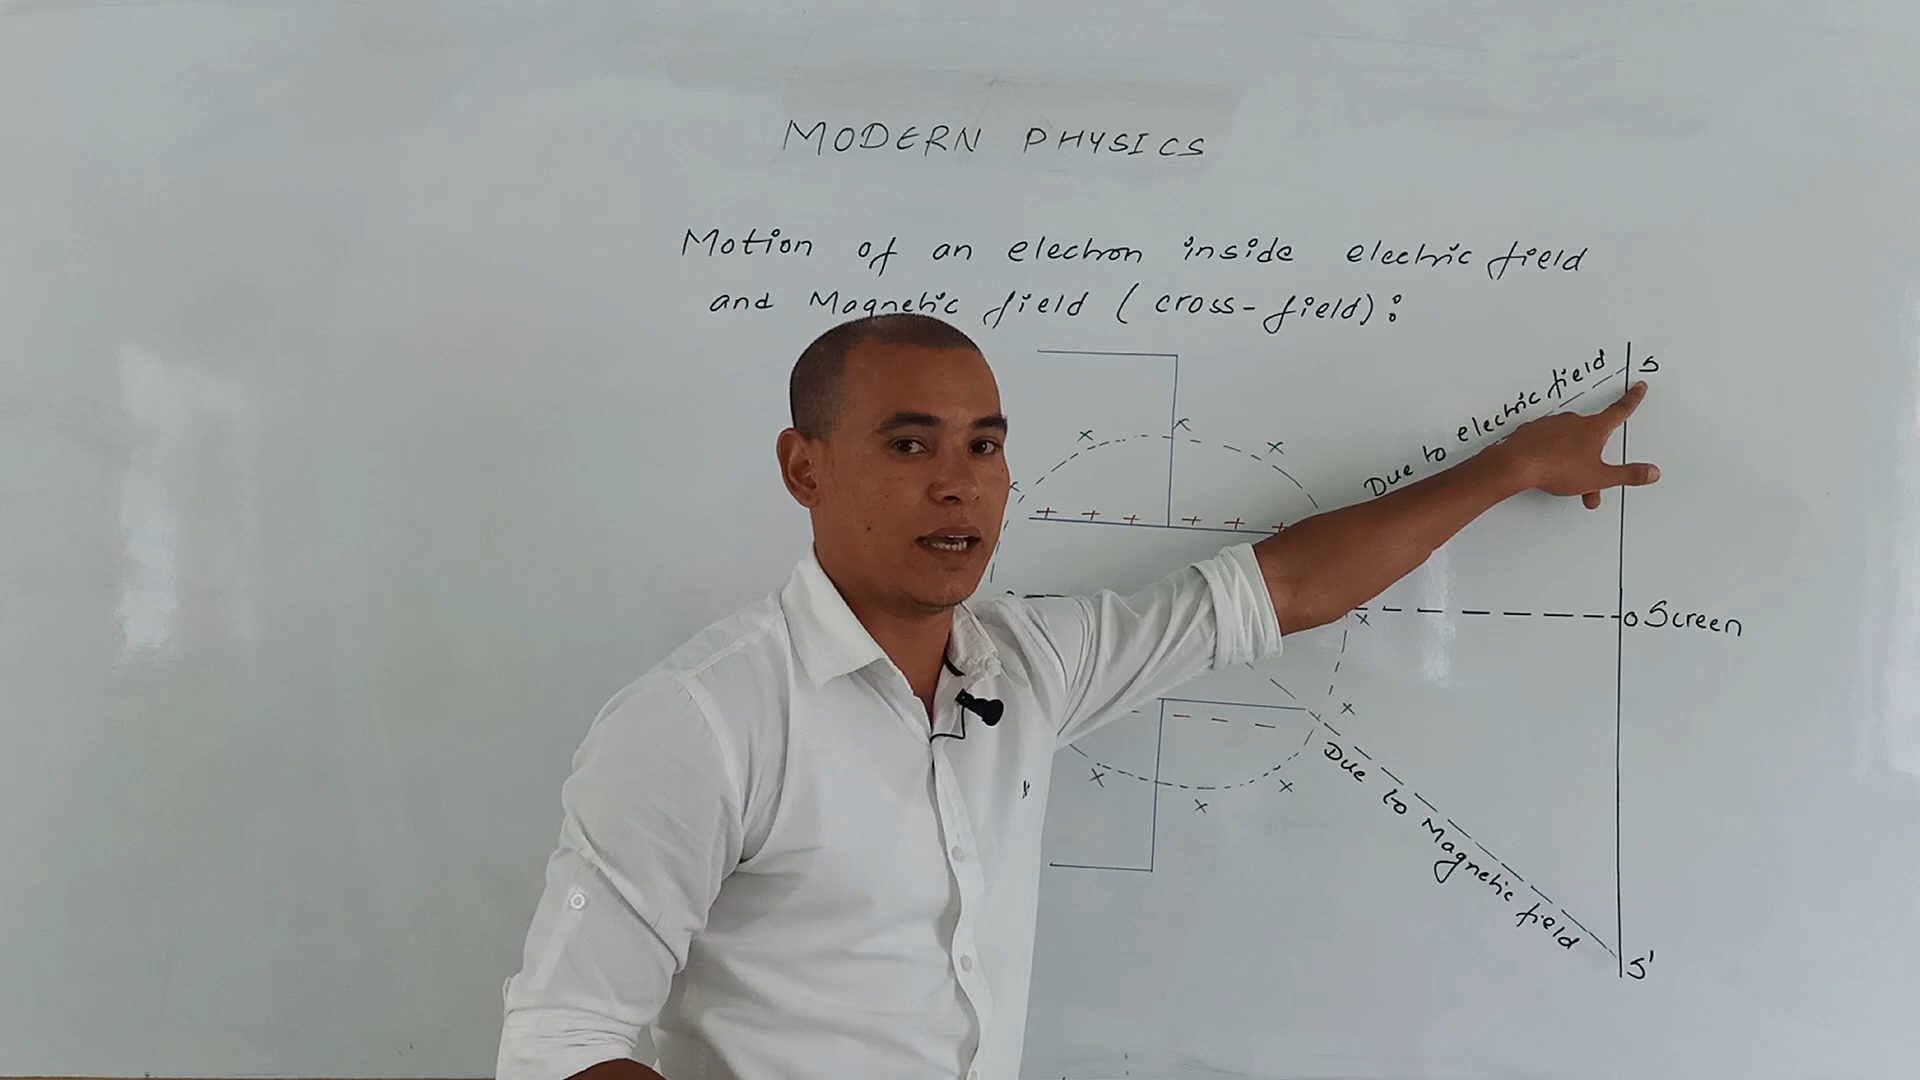 MODERN PHYSICS
Motion of an electron inside electric field
and Magnetic field (cross-field):
Due to electric field
S
+ + + + + +
o Screen
- - - -
Due to Magnetic field
S'